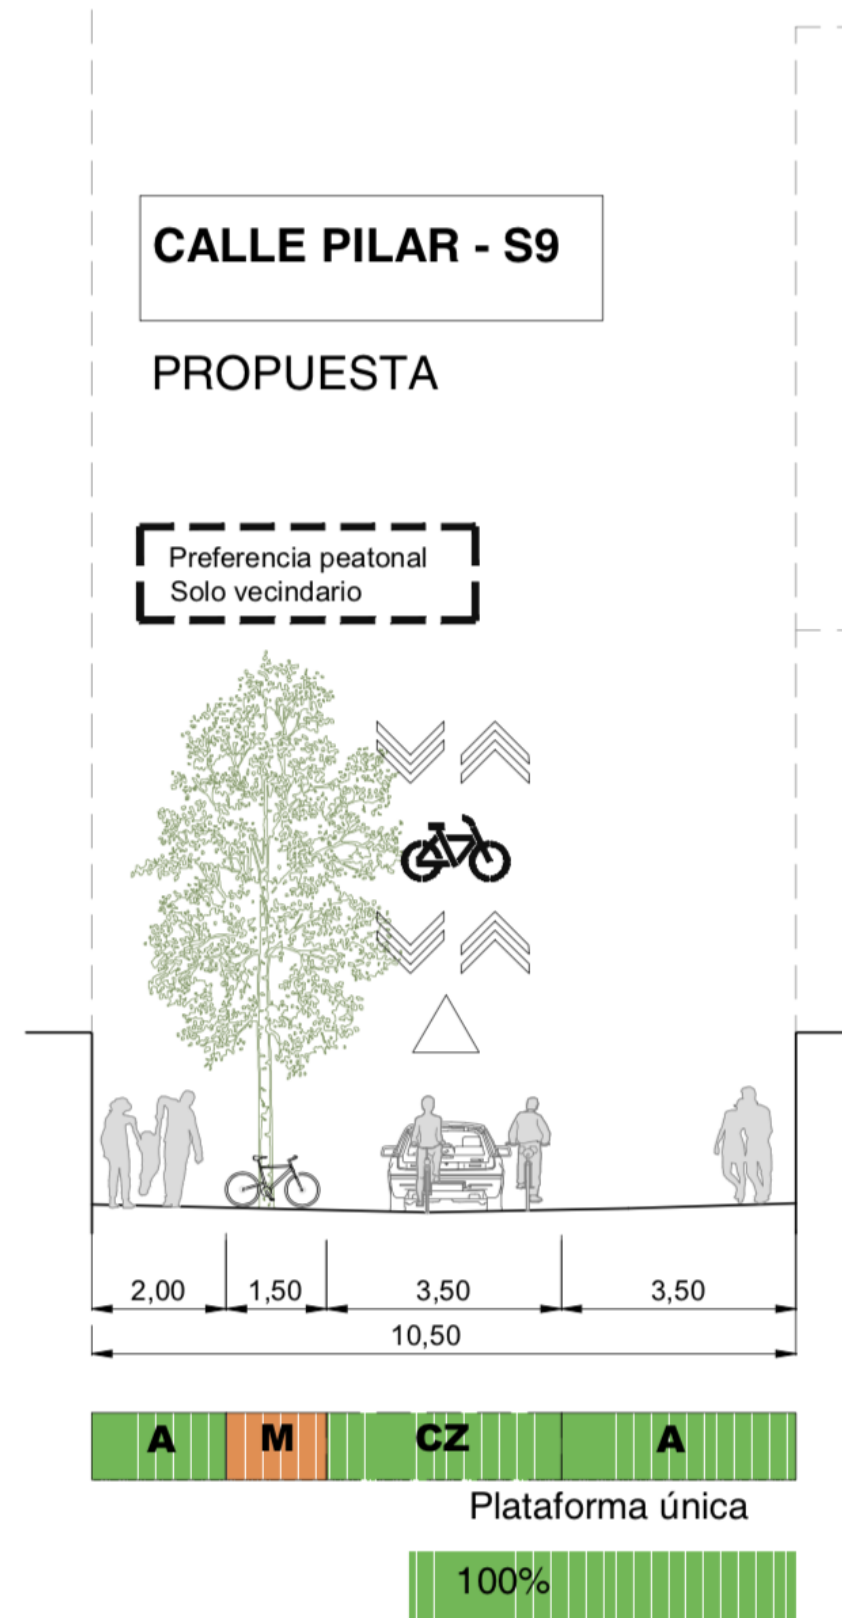 CALLE PILAR - S9
PROPUESTA
Preferencia peatonal
Solo vecindario
2,00 1,50 3,50 3,50
10,50
A M CZ A
Plataforma única
100%